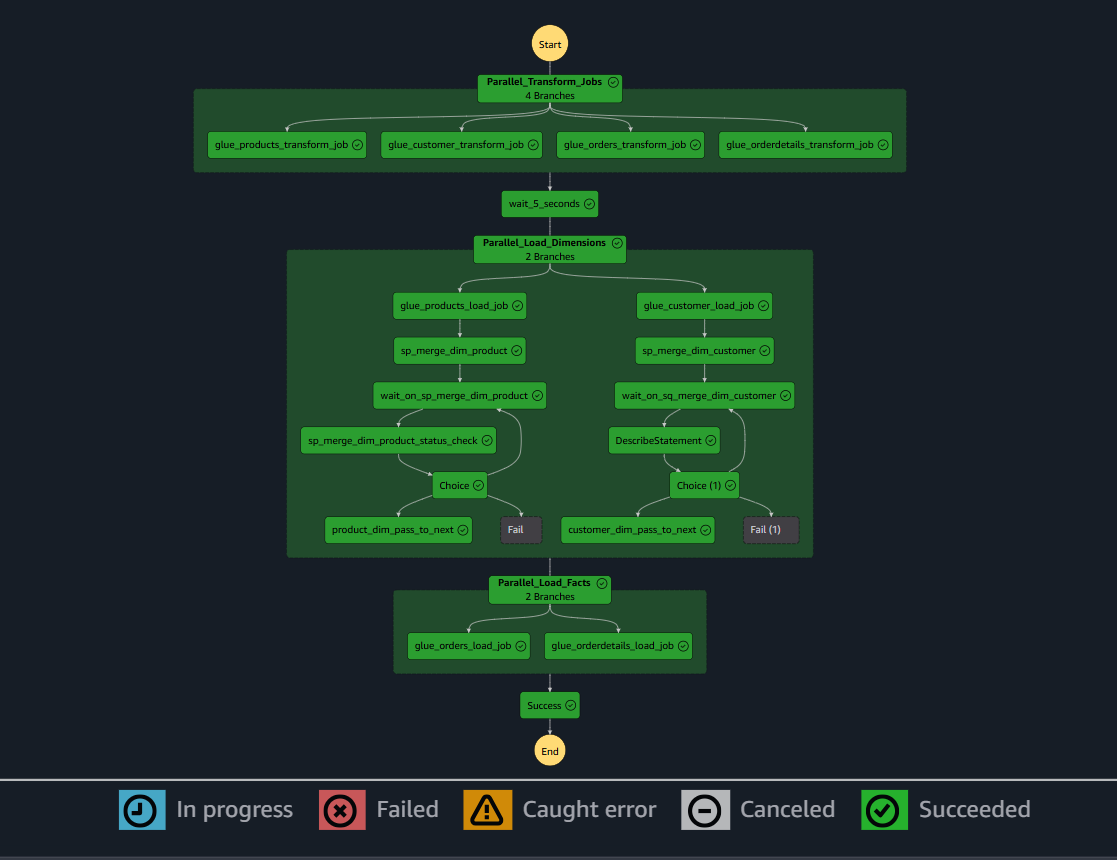 Start
Parallel_Transform_Jobs
4 Branches
glue_products_transform_job
glue_customer_transform_job
glue_orders_transform_job
glue_orderdetails_transform_job
wait_5_seconds
Parallel_Load_Dimensions
2 Branches
glue_products_load_job
glue_customer_load_job
sp_merge_dim_product
sp_merge_dim_customer
wait_on_sp_merge_dim_product
wait_on_sq_merge_dim_customer
sp_merge_dim_product_status_check
DescribeStatement
Choice
Choice (1)
product_dim_pass_to_next
Fail
customer_dim_pass_to_next
Fail (1)
Parallel_Load_Facts
2 Branches
glue_orders_load_job
glue_orderdetails_load_job
Success
End
In progress
Failed
Caught error
Canceled
Succeeded